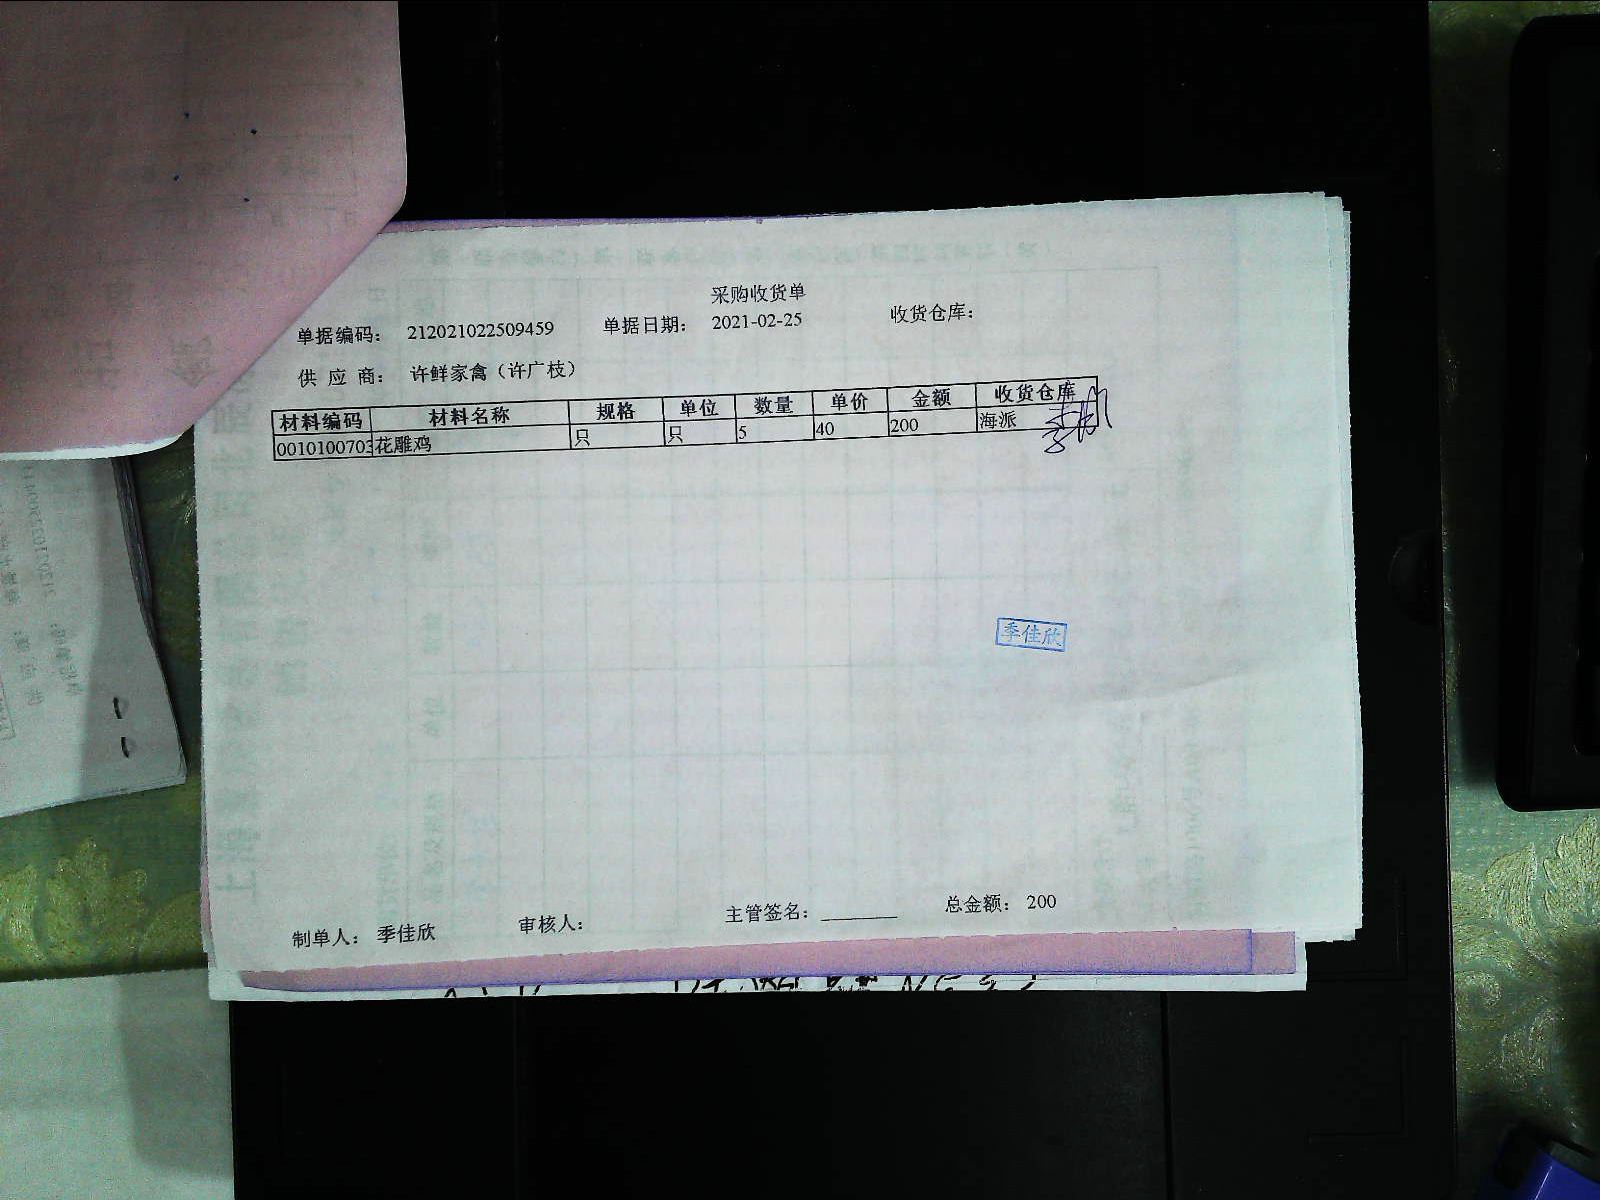 采购收货单
单据编码： 212021022509459 单据日期： 2021-02-25 收货仓库：
供 应 商： 许鲜家禽（许广枝）
材料编码 材料名称 规格 单位 数量 单价 金额 收货仓库
0010100703 花雕鸡 只 只 5 40 200 海派
季佳欣
制单人： 季佳欣 审核人： 主管签名：________ 总金额： 200